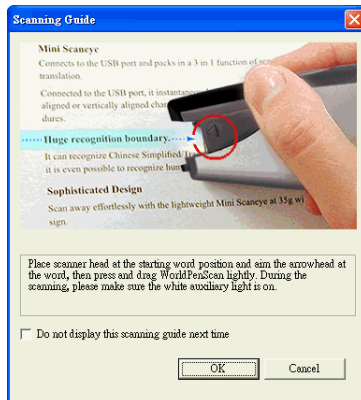 Scanning Guide
Mini Scaneye
Connects to the USB port and packs in a 3 in 1 function of
translation.
Connected to the USB port, it
aligned or vertically aligned
dures.
Huge recognition boundary.
It can recognize Chinese Simplified/
it is even possible to recognize
Sophisticated Design
Scan away effortlessly with the lightweight Mini Scaneye at 35g
sign.
Place scanner head at the starting word position and aim the arrowhead at
the word, then press and drag WorldPenScan lightly. During the
scanning, please make sure the white auxiliary light is on.
Do not display this scanning guide next time
OK
Cancel